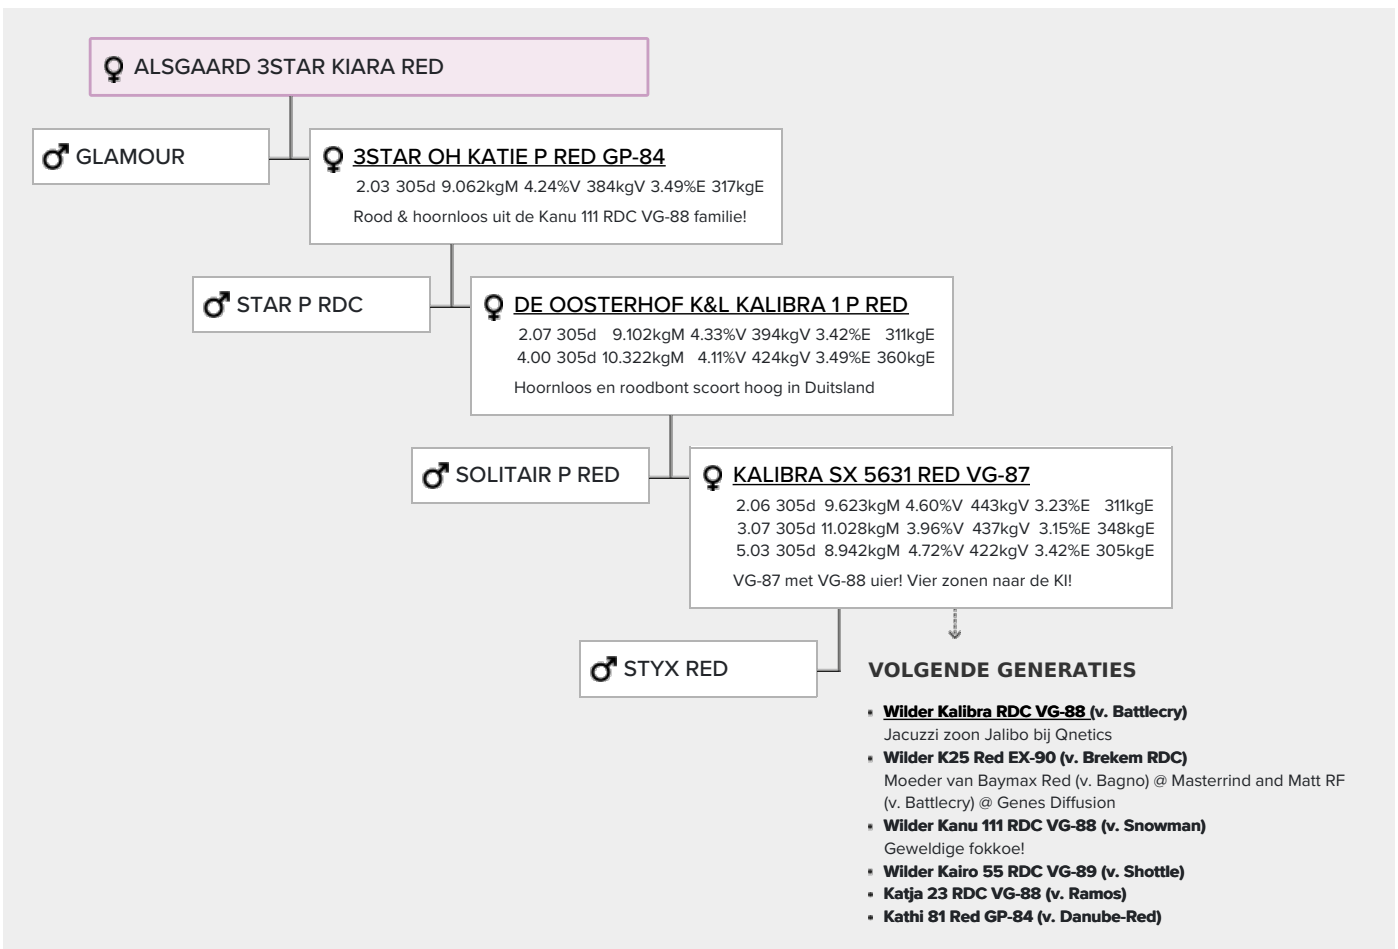 ALSGAARD 3STAR KIARA RED
GLAMOUR
3STAR OH KATIE P RED GP-84
2.03 305d 9.062kgM 4.24%V 384kgV 3.49%E 317kgE
Rood & hoornloos uit de Kanu 111 RDC VG-88 familie!
STAR P RDC
DE OOSTERHOF K&L KALIBRA 1 P RED
2.07 305d 9.102kgM 4.33%V 394kgV 3.42%E 311kgE
4.00 305d 10.322kgM 4.11%V 424kgV 3.49%E 360kgE
Hoornloos en roodbont scoort hoog in Duitsland
SOLITAIR P RED
KALIBRA SX 5631 RED VG-87
2.06 305d 9.623kgM 4.60%V 443kgV 3.23%E 311kgE
3.07 305d 11.028kgM 3.96%V 437kgV 3.15%E 348kgE
5.03 305d 8.942kgM 4.72%V 422kgV 3.42%E 305kgE
VG-87 met VG-88 uier! Vier zonen naar de KI!
STYX RED
VOLGENDE GENERATIES
Wilder Kalibra RDC VG-88 (v. Battlecry)
Jacuzzi zoon Jalibo bij Qnetics
Wilder K25 Red EX-90 (v. Brekem RDC)
Moeder van Baymax Red (v. Bagno) @ Masterrind and Matt RF
(v. Battlecry) @ Genes Diffusion
Wilder Kanu 111 RDC VG-88 (v. Snowman)
Geweldige fokkoe!
Wilder Kairo 55 RDC VG-89 (v. Shottle)
Katja 23 RDC VG-88 (v. Ramos)
Kathi 81 Red GP-84 (v. Danube-Red)